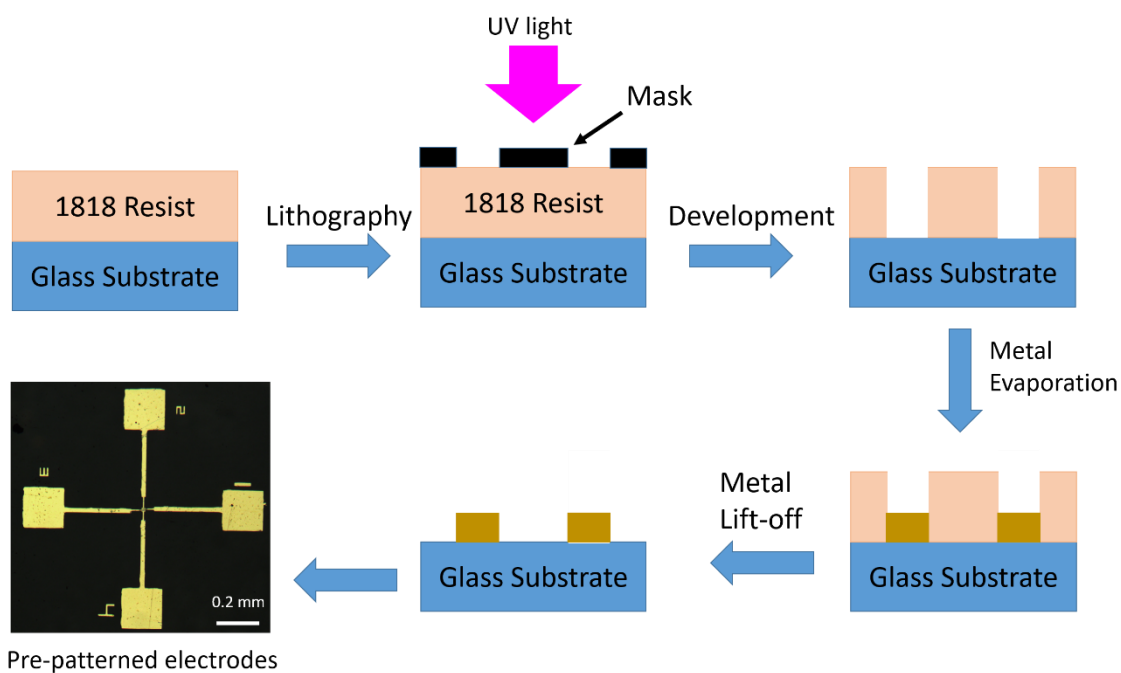 UV light
Mask
1818 Resist
Glass Substrate
Lithography
1818 Resist
Glass Substrate
Development
Glass Substrate
Metal
Evaporation
Glass Substrate
Metal
Lift-off
Glass Substrate
0.2 mm
Pre-patterned electrodes